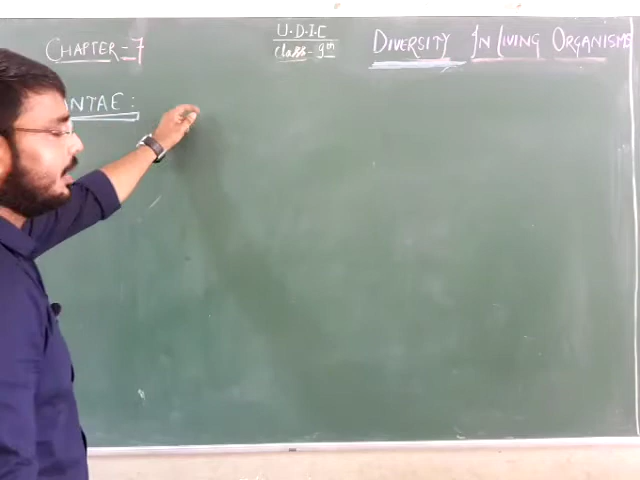 U.D.I.C
Class- 9th
CHAPTER-7
DIVERSITY IN LIVING ORGANISMS
NTAE: